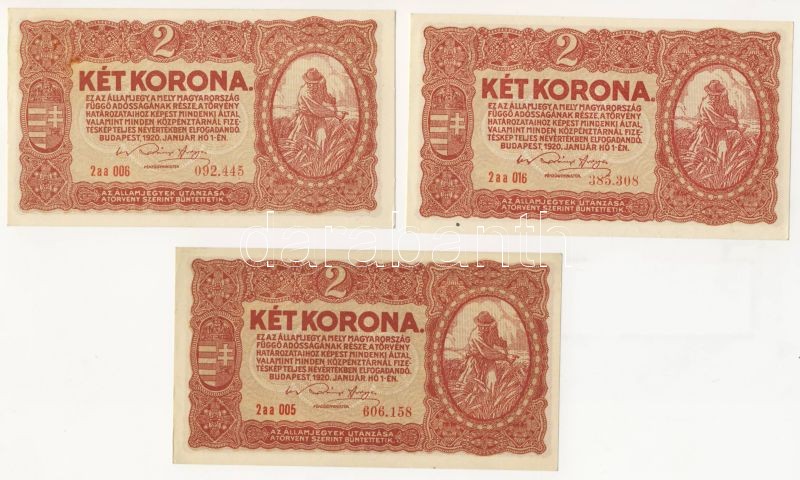 2
KÉT KORONA.
EZ AZ ÁLLAMJEGY A MELY MAGYARORSZÁG
FÜGGŐ ADÓSSÁGÁNAK RÉSZE, A TÖRVÉNY
HATÁROZATAIHOZ KÉPEST MINDENKI ÁLTAL,
VALAMINT MINDEN KÖZPÉNZTÁRNÁL FIZE-
TÉSKÉP TELJES NÉVÉRTÉKBEN ELFOGADANDÓ.
BUDAPEST, 1920. JANUÁR HÓ 1-ÉN.
PÉNZÜGYMINISTER.
2aa 006 092.445
AZ ÁLLAMJEGYEK UTÁNZÁSA
A TÖRVÉNY SZERINT BÜNTETTETIK.
2
KÉT KORONA.
EZ AZ ÁLLAMJEGY A MELY MAGYARORSZÁG
FÜGGŐ ADÓSSÁGÁNAK RÉSZE, A TÖRVÉNY
HATÁROZATAIHOZ KÉPEST MINDENKI ÁLTAL,
VALAMINT MINDEN KÖZPÉNZTÁRNÁL FIZE-
TÉSKÉP TELJES NÉVÉRTÉKBEN ELFOGADANDÓ.
BUDAPEST, 1920. JANUÁR HÓ 1-ÉN.
PÉNZÜGYMINISTER.
2aa 016 385.308
AZ ÁLLAMJEGYEK UTÁNZÁSA
A TÖRVÉNY SZERINT BÜNTETTETIK.
darabanth
2
KÉT KORONA.
EZ AZ ÁLLAMJEGY A MELY MAGYARORSZÁG
FÜGGŐ ADÓSSÁGÁNAK RÉSZE, A TÖRVÉNY
HATÁROZATAIHOZ KÉPEST MINDENKI ÁLTAL,
VALAMINT MINDEN KÖZPÉNZTÁRNÁL FIZE-
TÉSKÉP TELJES NÉVÉRTÉKBEN ELFOGADANDÓ.
BUDAPEST, 1920. JANUÁR HÓ 1-ÉN.
PÉNZÜGYMINISTER.
2aa 005 606.158
AZ ÁLLAMJEGYEK UTÁNZÁSA
A TÖRVÉNY SZERINT BÜNTETTETIK.